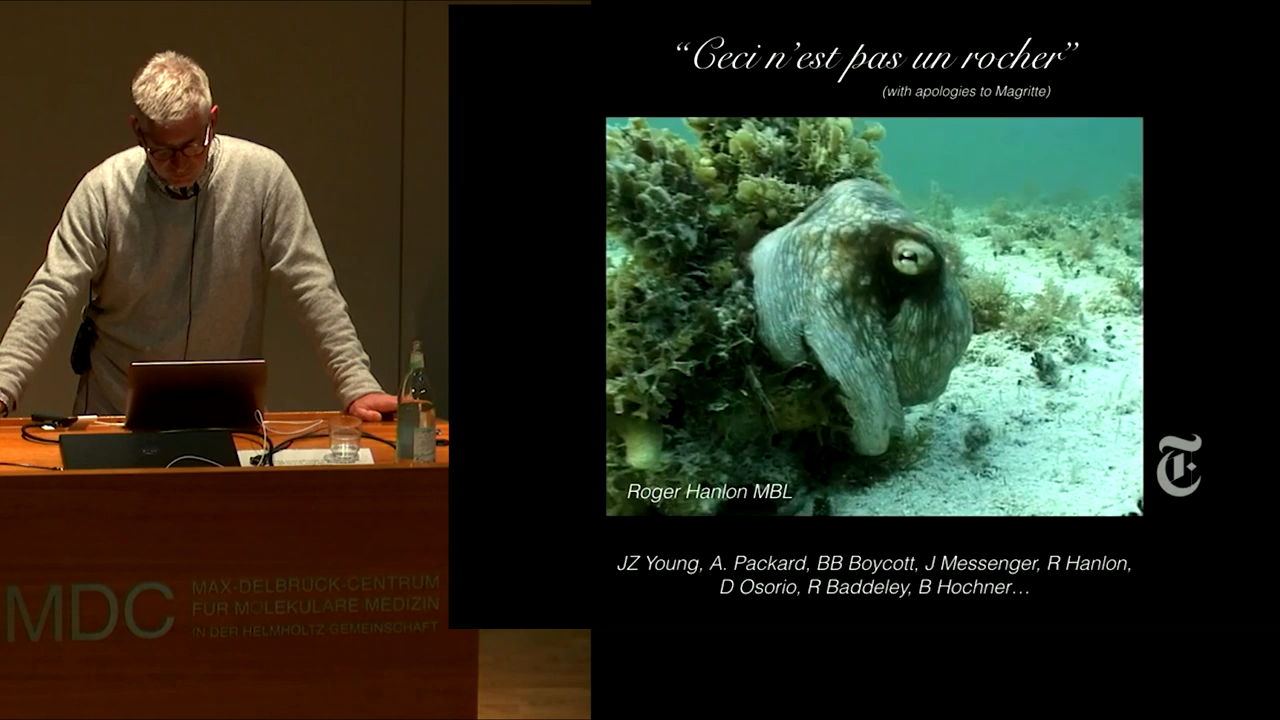 “Ceci n’est pas un rocher”
(with apologies to Magritte)
Roger Hanlon MBL
JZ Young, A. Packard, BB Boycott, J Messenger, R Hanlon,
D Osorio, R Baddeley, B Hochner…
T
MDC
MAX-DELBRÜCK-CENTRUM
FÜR MOLEKULARE MEDIZIN
IN DER HELMHOLTZ-GEMEINSCHAFT